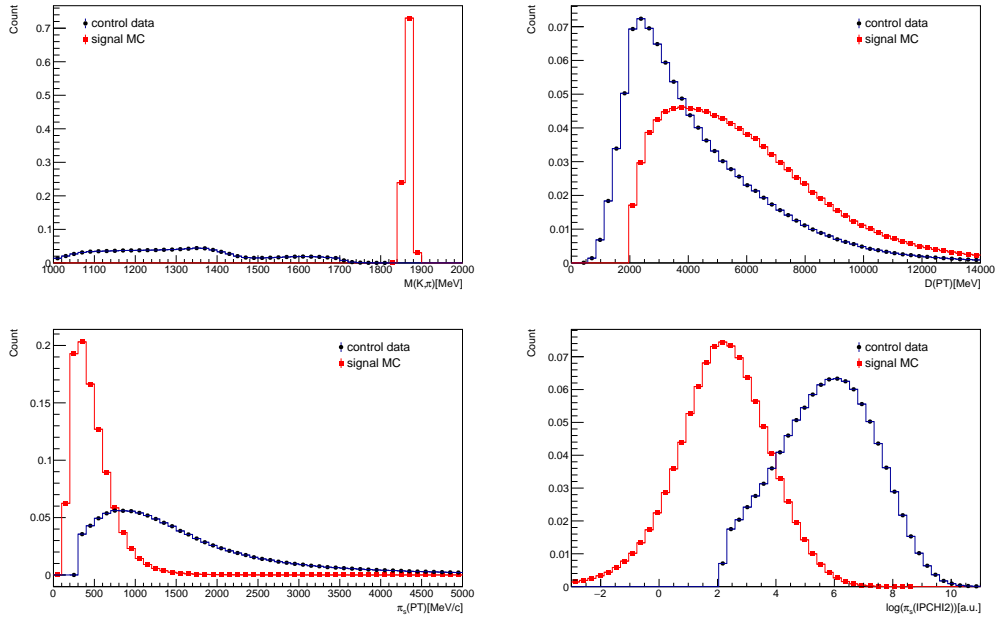 Count
control data
signal MC
0.7
0.6
0.5
0.4
0.3
0.2
0.1
0
1000 1100 1200 1300 1400 1500 1600 1700 1800 1900 2000
M(K,π)[MeV]
Count
control data
signal MC
0.07
0.06
0.05
0.04
0.03
0.02
0.01
0
0 2000 4000 6000 8000 10000 12000 14000
D(PT)[MeV]
Count
control data
signal MC
0.2
0.15
0.1
0.05
0
0 500 1000 1500 2000 2500 3000 3500 4000 4500 5000
π_s(PT)[MeV/c]
Count
control data
signal MC
0.07
0.06
0.05
0.04
0.03
0.02
0.01
0
−2 0 2 4 6 8 10
log(π_s(IPCHI2))[a.u.]